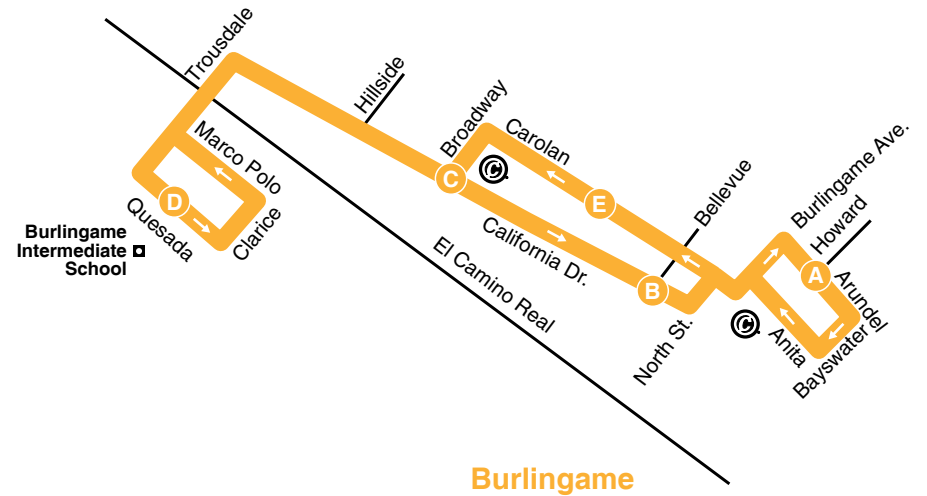 Trousdale
Hillside
Broadway
Carolan
Marco Polo
Bellevue
Burlingame Ave.
Howard
C
E
A
D
B
Quesada
Clarice
Burlingame
Intermediate
School
California Dr.
El Camino Real
Arundel
Anita
Bayswater
North St.
C
C
Burlingame